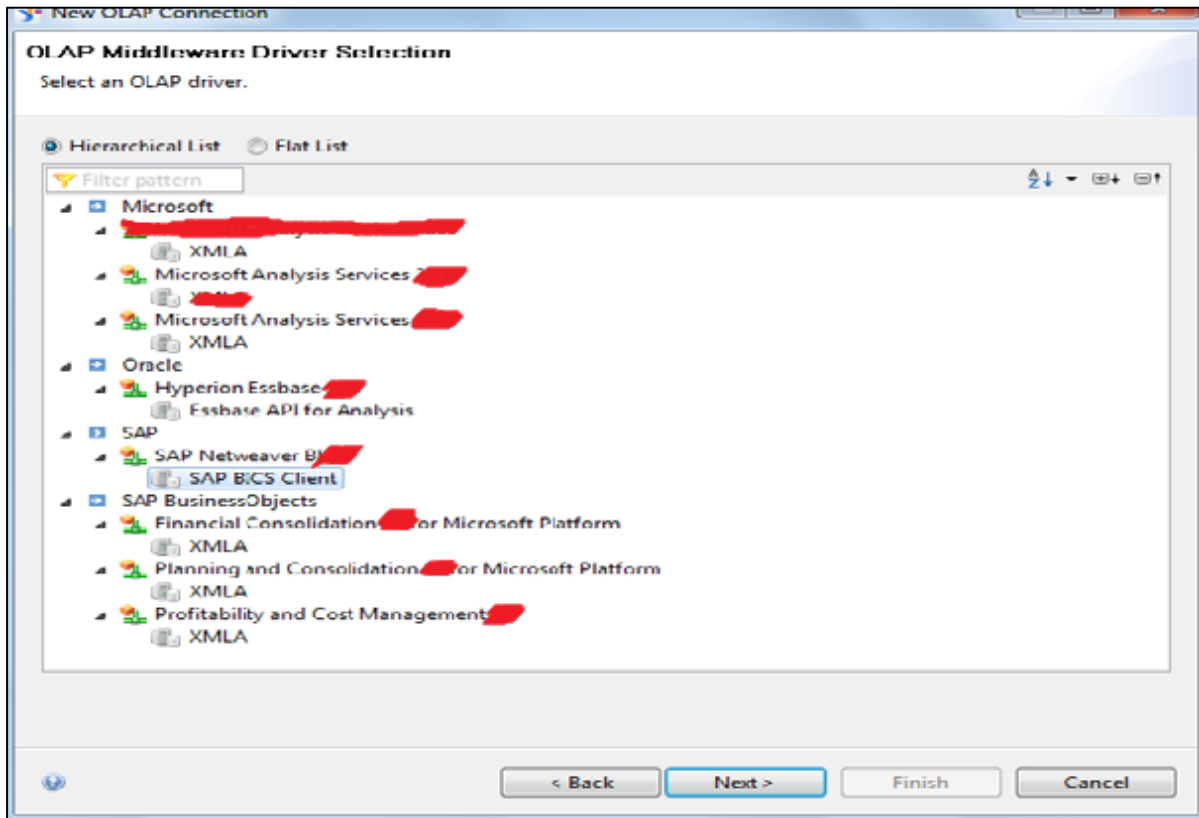 New OLAP Connection
OLAP Middleware Driver Selection
Select an OLAP driver.
Hierarchical List Flat List
Filter pattern
Microsoft
XMLA
Microsoft Analysis Services
Microsoft Analysis Services
XMLA
Oracle
Hyperion Essbase
Essbase API for Analysis
SAP
SAP Netweaver BI
SAP BICS Client
SAP BusinessObjects
Financial Consolidation for Microsoft Platform
XMLA
Planning and Consolidation for Microsoft Platform
XMLA
Profitability and Cost Management
XMLA
< Back Next > Finish Cancel